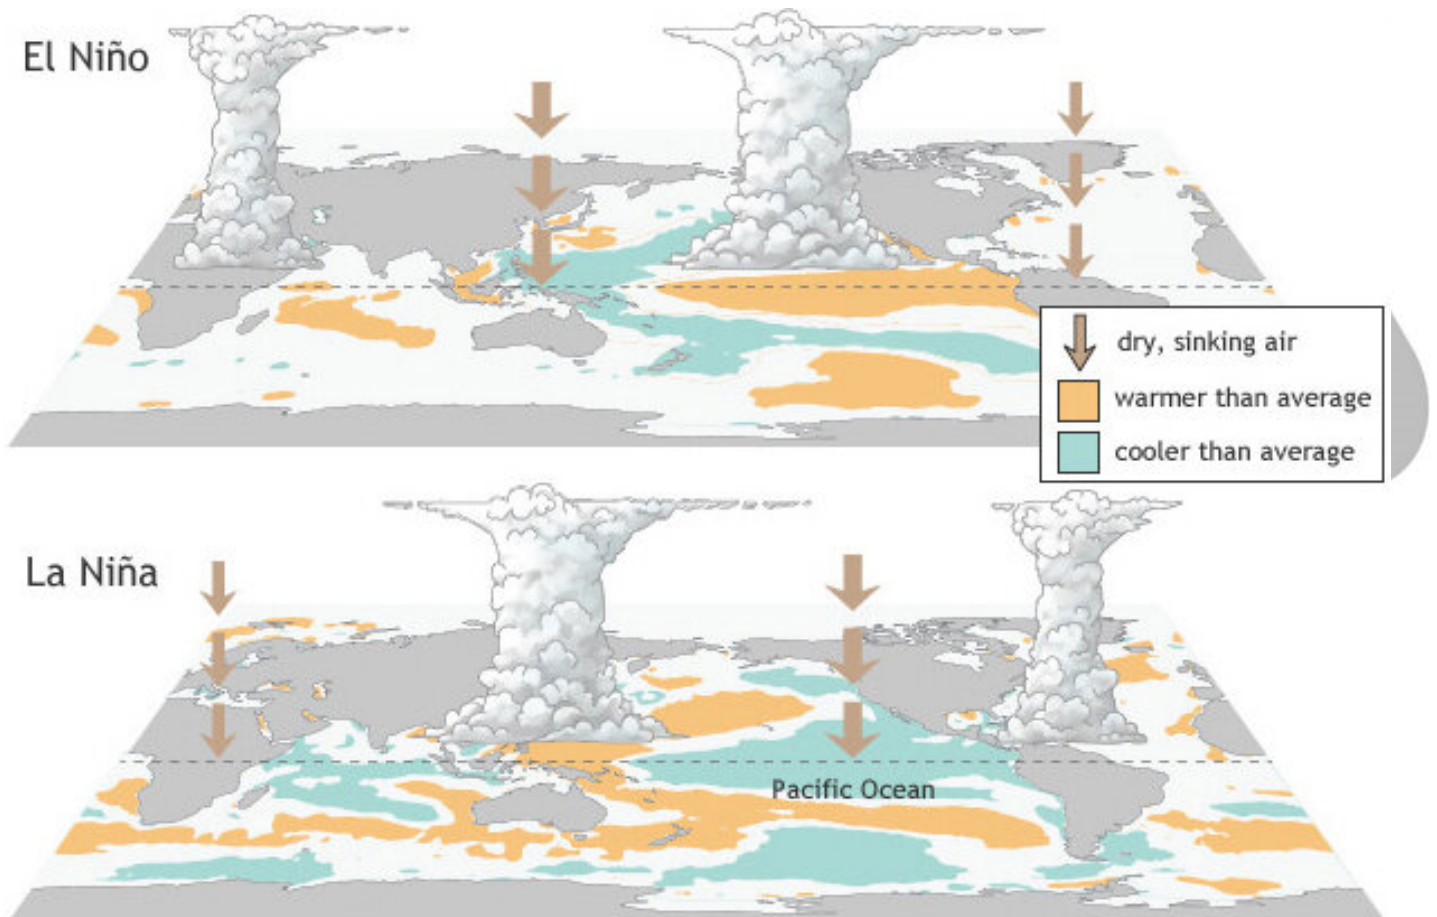 El Niño
dry, sinking air
warmer than average
cooler than average
La Niña
Pacific Ocean